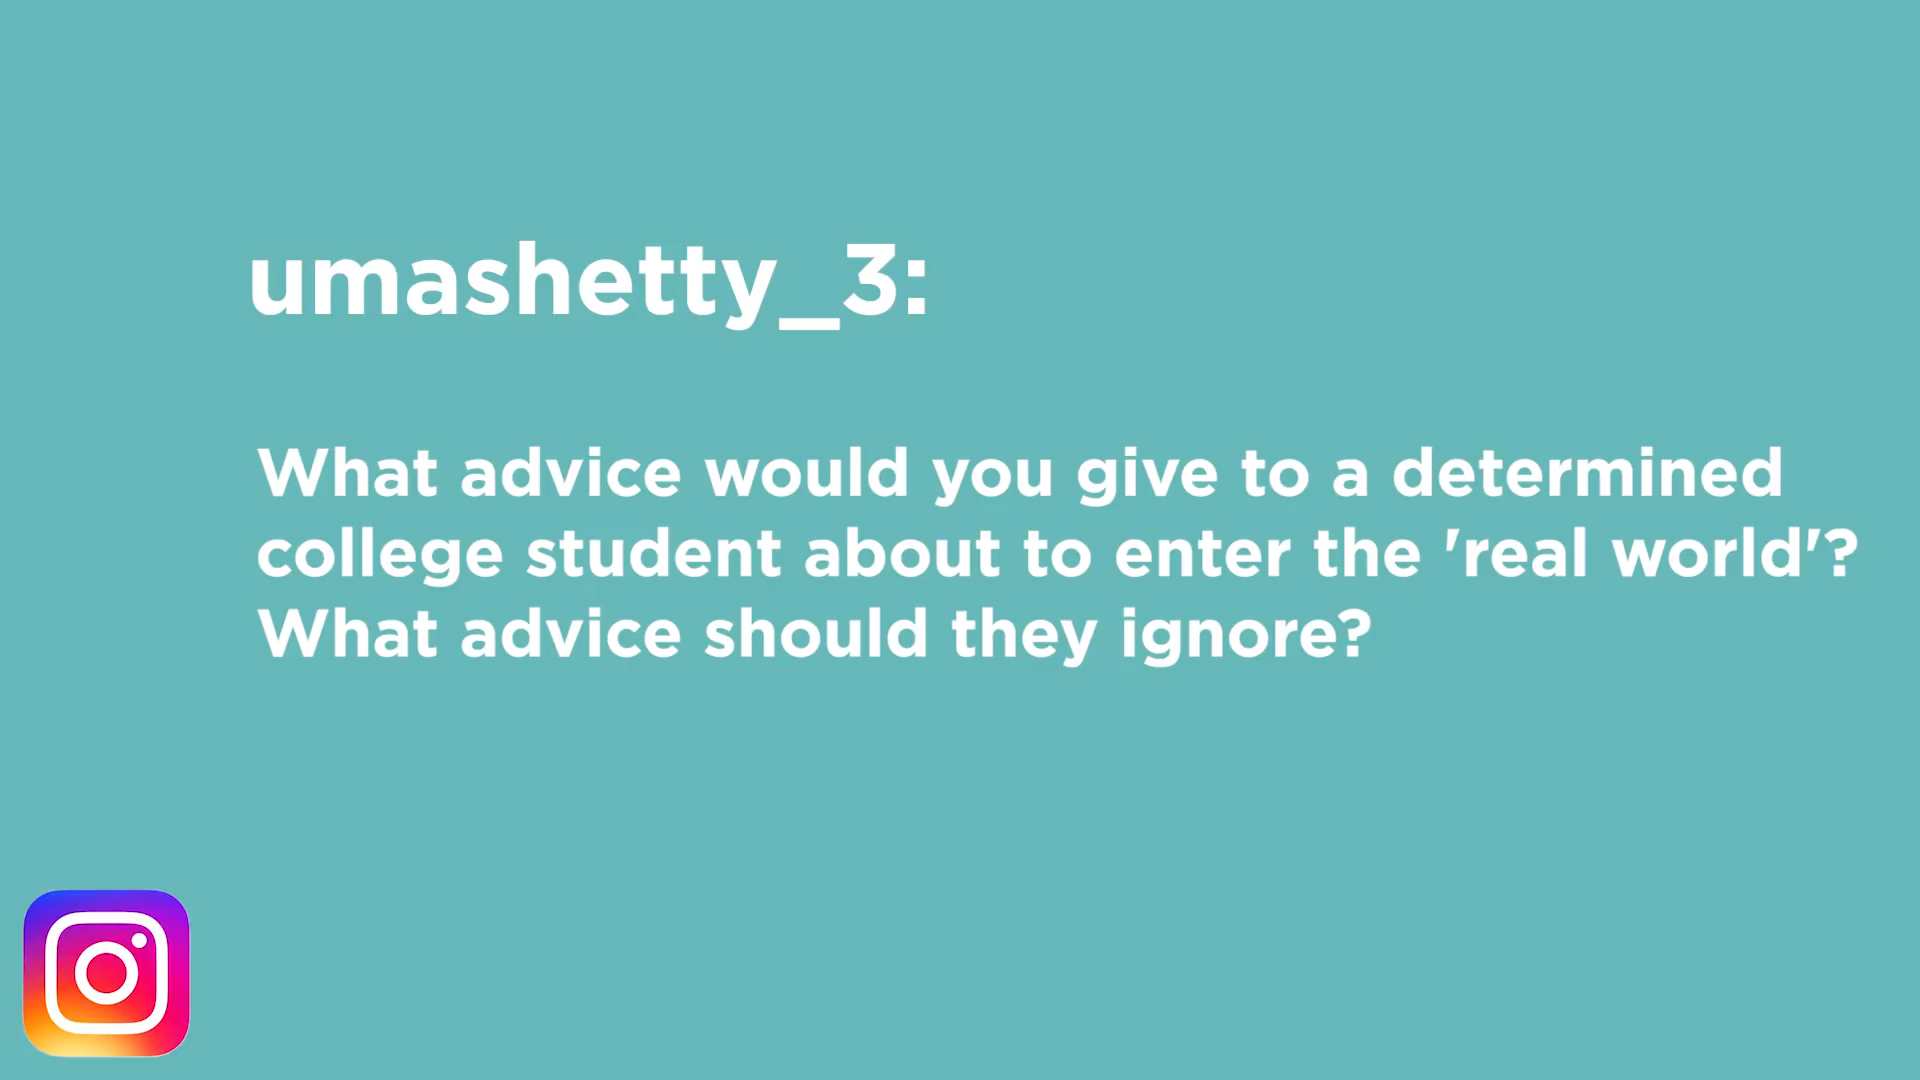 umashetty_3:
What advice would you give to a determined
college student about to enter the 'real world'?
What advice should they ignore?